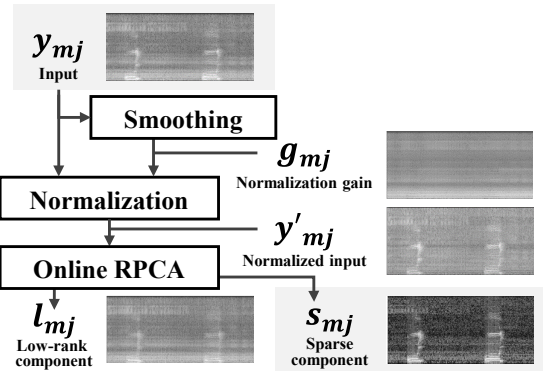 y_mj
Input
Smoothing
g_mj
Normalization gain
Normalization
y'_mj
Normalized input
Online RPCA
l_mj
Low-rank
component
s_mj
Sparse
component